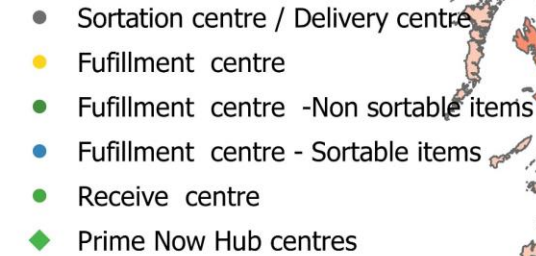 Sortation centre / Delivery centre
Fufillment centre
Fufillment centre -Non sortable items
Fufillment centre - Sortable items
Receive centre
Prime Now Hub centres